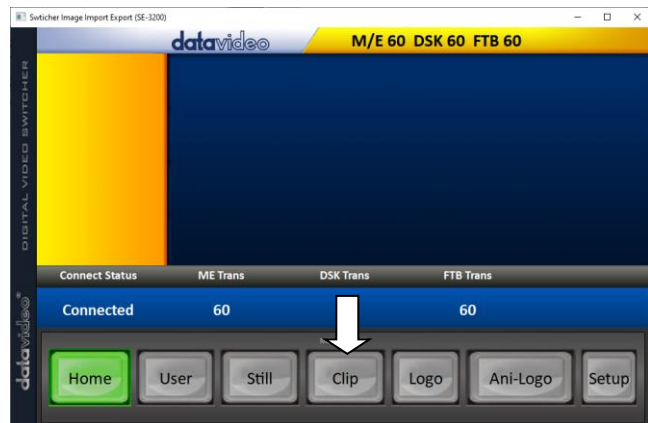 Swticher Image Import Export (SE-3200)
datavideo M/E 60 DSK 60 FTB 60
DIGITAL VIDEO SWITCHER
Connect Status ME Trans DSK Trans FTB Trans
Connected 60 60
datavideo
Home User Still Clip Logo Ani-Logo Setup